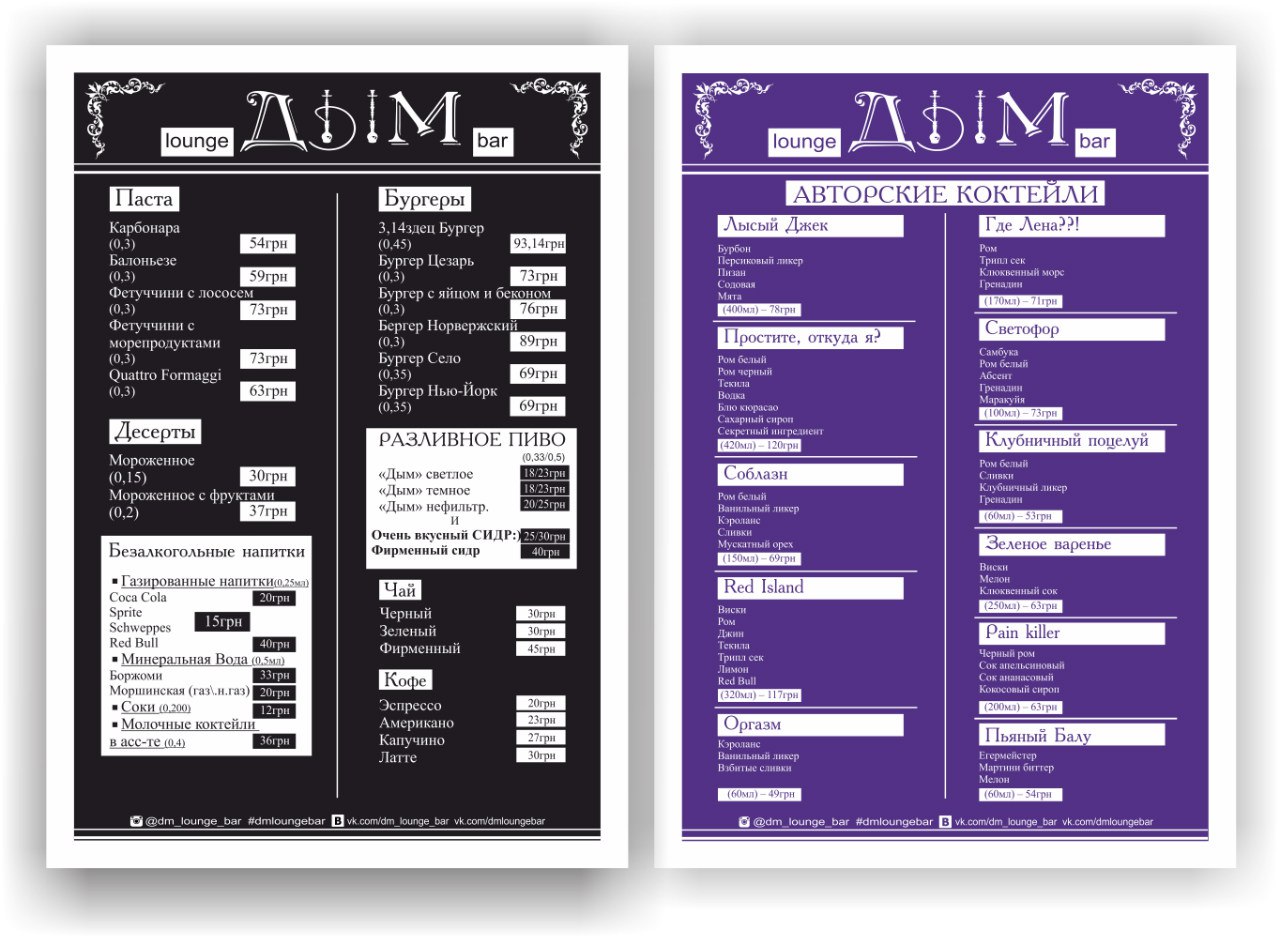 lounge ДЫМ bar
Паста
Карбонара
(0,3) 54грн
Балоньезе
(0,3) 59грн
Фетуччини с лососем
(0,3) 73грн
Фетуччини с
морепродуктами
(0,3) 73грн
Quattro Formaggi
(0,3) 63грн
Десерты
Мороженное
(0,15) 30грн
Мороженное с фруктами
(0,2) 37грн
Безалкогольные напитки
▪ Газированные напитки(0,25мл)
Coca Cola 20грн
Sprite
Schweppes 15грн
Red Bull 40грн
▪ Минеральная Вода (0,5мл)
Боржоми 33грн
Моршинская (газ\.н.газ) 20грн
▪ Соки (0,200) 12грн
▪ Молочные коктейли
в асс-те (0,4) 36грн
Бургеры
3,14здец Бургер
(0,45) 93,14грн
Бургер Цезарь
(0,3) 73грн
Бургер с яйцом и беконом
(0,3) 76грн
Бергер Норвержский
(0,3) 89грн
Бургер Село
(0,35) 69грн
Бургер Нью-Йорк
(0,35) 69грн
РАЗЛИВНОЕ ПИВО
(0,33/0,5)
«Дым» светлое 18/23грн
«Дым» темное 18/23грн
«Дым» нефильтр. 20/25грн
И
Очень вкусный СИДР:) 25/30грн
Фирменный сидр 40грн
Чай
Черный 30грн
Зеленый 30грн
Фирменный 45грн
Кофе
Эспрессо 20грн
Американо 23грн
Капучино 27грн
Латте 30грн
@dm_lounge_bar #dmloungebar B vk.com/dm_lounge_bar vk.com/dmloungebar
lounge ДЫМ bar
АВТОРСКИЕ КОКТЕЙЛИ
Лысый Джек
Бурбон
Персиковый ликер
Пизан
Содовая
Мята
(400мл) – 78грн
Простите, откуда я?
Ром белый
Ром черный
Текила
Водка
Блю кюрасао
Сахарный сироп
Секретный ингредиент
(420мл) – 120грн
Соблазн
Ром белый
Ванильный ликер
Кэроланс
Сливки
Мускатный орех
(150мл) – 69грн
Red Island
Виски
Ром
Джин
Текила
Трипл сек
Лимон
Red Bull
(320мл) – 117грн
Оргазм
Кэроланс
Ванильный ликер
Взбитые сливки
(60мл) – 49грн
Где Лена??!
Ром
Трипл сек
Клюквенный морс
Гренадин
(170мл) – 71грн
Светофор
Самбука
Ром белый
Абсент
Гренадин
Маракуйя
(100мл) – 73грн
Клубничный поцелуй
Ром белый
Сливки
Клубничный ликер
Гренадин
(60мл) – 53грн
Зеленое варенье
Виски
Мелон
Клюквенный сок
(250мл) – 63грн
Pain killer
Черный ром
Сок апельсиновый
Сок ананасовый
Кокосовый сироп
(200мл) – 63грн
Пьяный Балу
Егермейстер
Мартини биттер
Мелон
(60мл) – 54грн
@dm_lounge_bar #dmloungebar B vk.com/dm_lounge_bar vk.com/dmloungebar